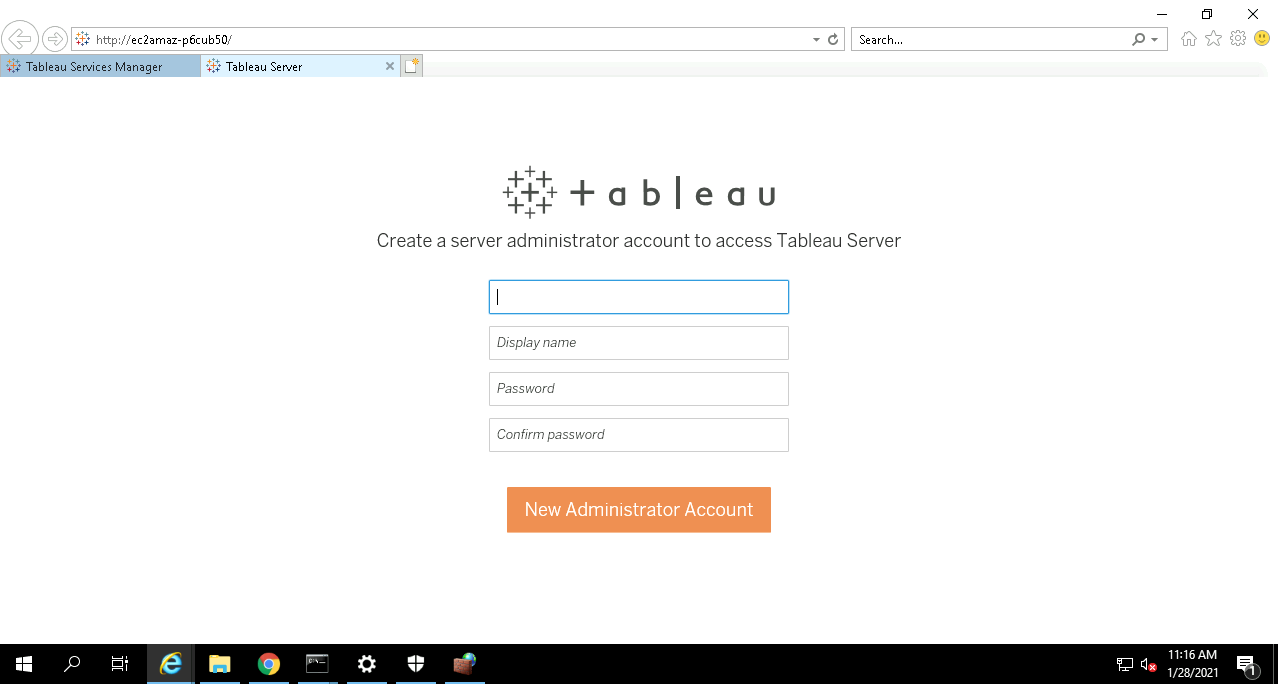 http://ec2amaz-p6cub50/
Search...
Tableau Services Manager
Tableau Server
+ableau
Create a server administrator account to access Tableau Server
Display name
Password
Confirm password
New Administrator Account
11:16 AM
1/28/2021
1